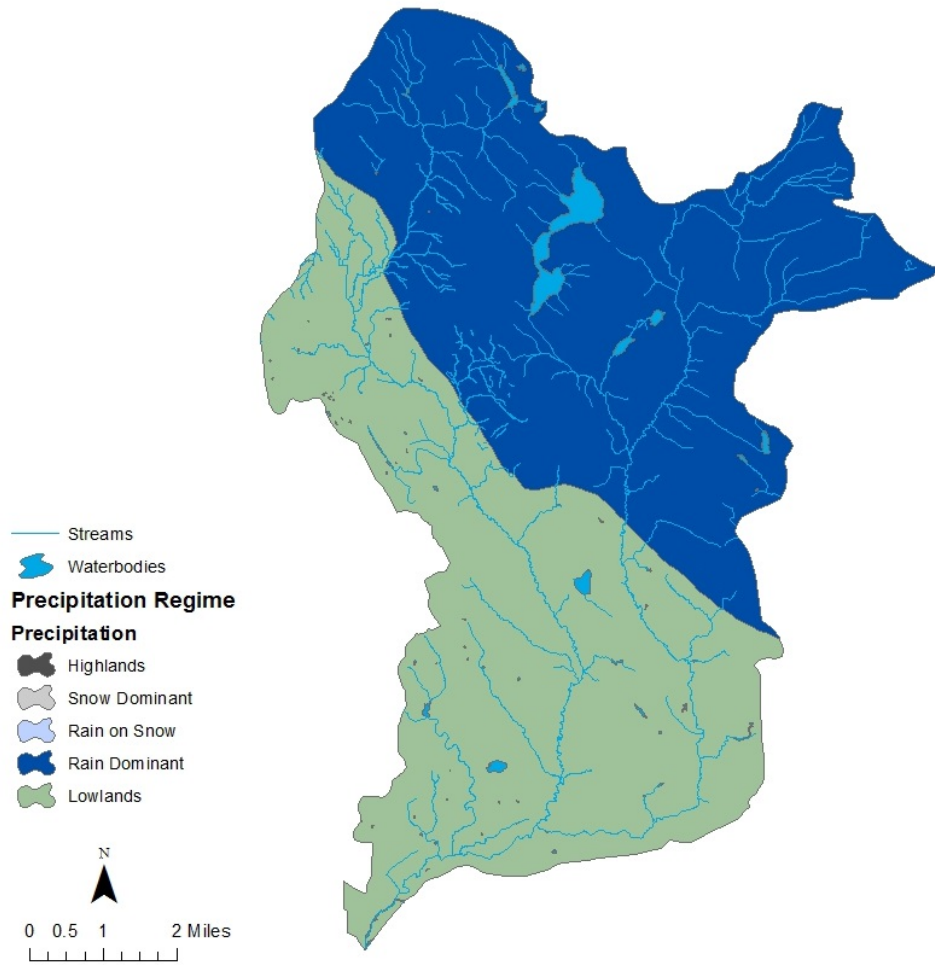 Streams
Waterbodies
Precipitation Regime
Precipitation
Highlands
Snow Dominant
Rain on Snow
Rain Dominant
Lowlands
N
0 0.5 1 2 Miles